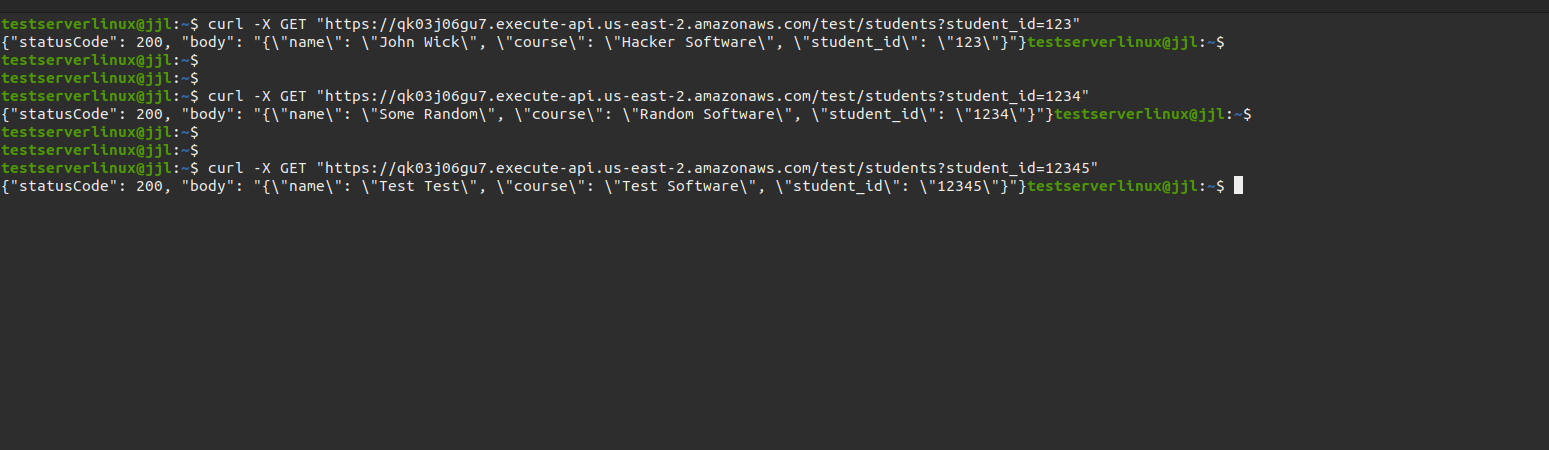 testserverlinux@jjl:~$ curl -X GET "https://qk03j06gu7.execute-api.us-east-2.amazonaws.com/test/students?student_id=123"
{"statusCode": 200, "body": "{\"name\": \"John Wick\", \"course\": \"Hacker Software\", \"student_id\": \"123\"}"}testserverlinux@jjl:~$
testserverlinux@jjl:~$
testserverlinux@jjl:~$
testserverlinux@jjl:~$ curl -X GET "https://qk03j06gu7.execute-api.us-east-2.amazonaws.com/test/students?student_id=1234"
{"statusCode": 200, "body": "{\"name\": \"Some Random\", \"course\": \"Random Software\", \"student_id\": \"1234\"}"}testserverlinux@jjl:~$
testserverlinux@jjl:~$
testserverlinux@jjl:~$
testserverlinux@jjl:~$ curl -X GET "https://qk03j06gu7.execute-api.us-east-2.amazonaws.com/test/students?student_id=12345"
{"statusCode": 200, "body": "{\"name\": \"Test Test\", \"course\": \"Test Software\", \"student_id\": \"12345\"}"}testserverlinux@jjl:~$